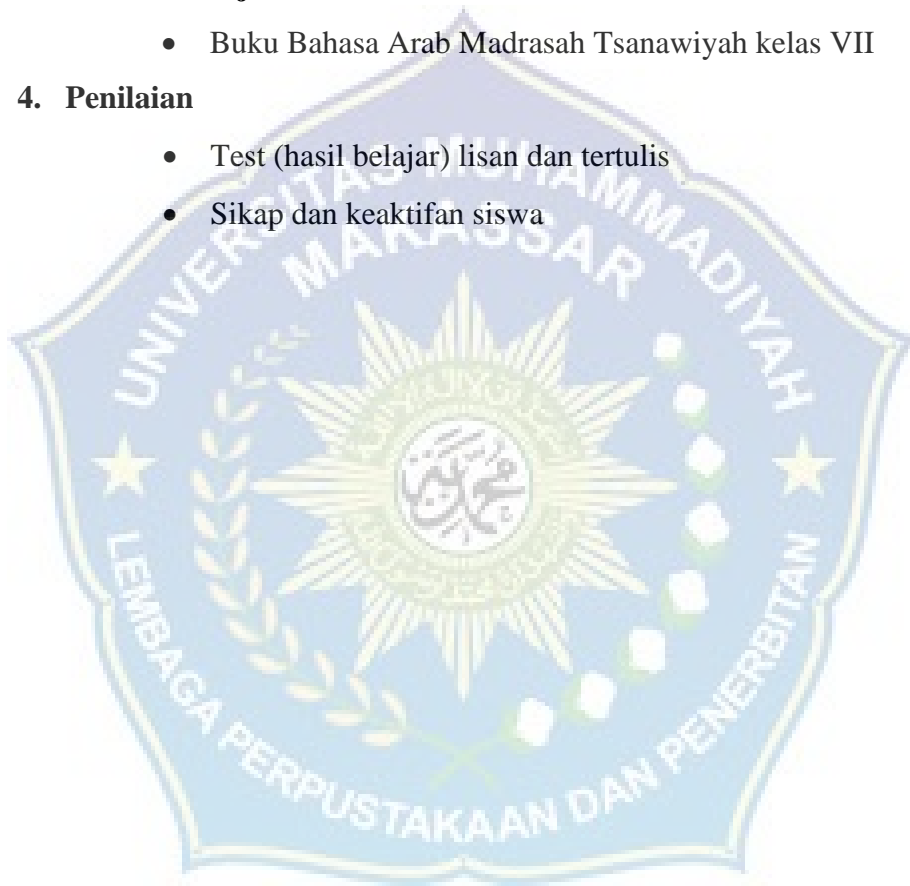 • Buku Bahasa Arab Madrasah Tsanawiyah kelas VII
4. Penilaian
• Test (hasil belajar) lisan dan tertulis
• Sikap dan keaktifan siswa
UNIVERSITAS MUHAMMADIYAH
MAKASSAR
LEMBAGA PERPUSTAKAAN DAN PENERBITAN